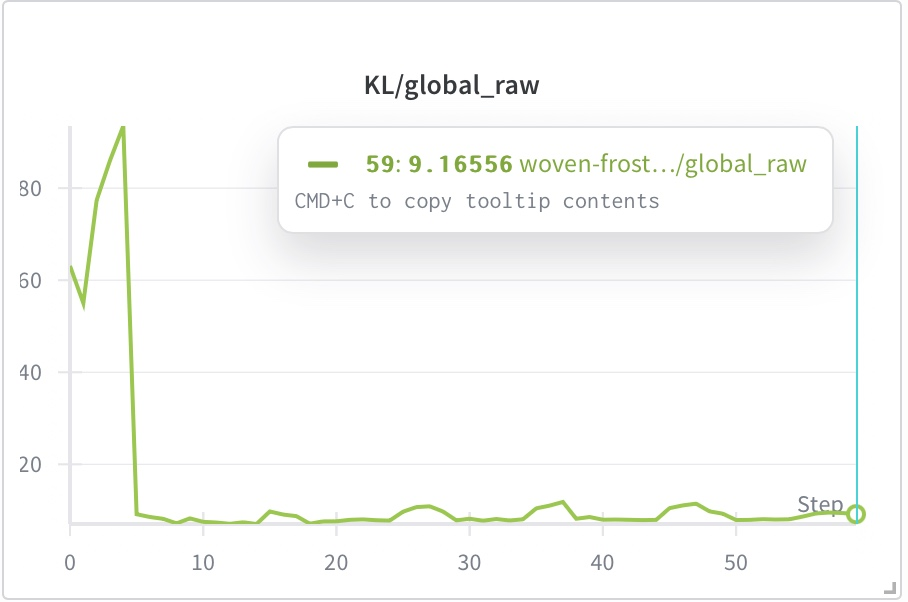 KL/global_raw
59: 9.16556 woven-frost…/global_raw
CMD+C to copy tooltip contents
80
60
40
20
Step
0 10 20 30 40 50